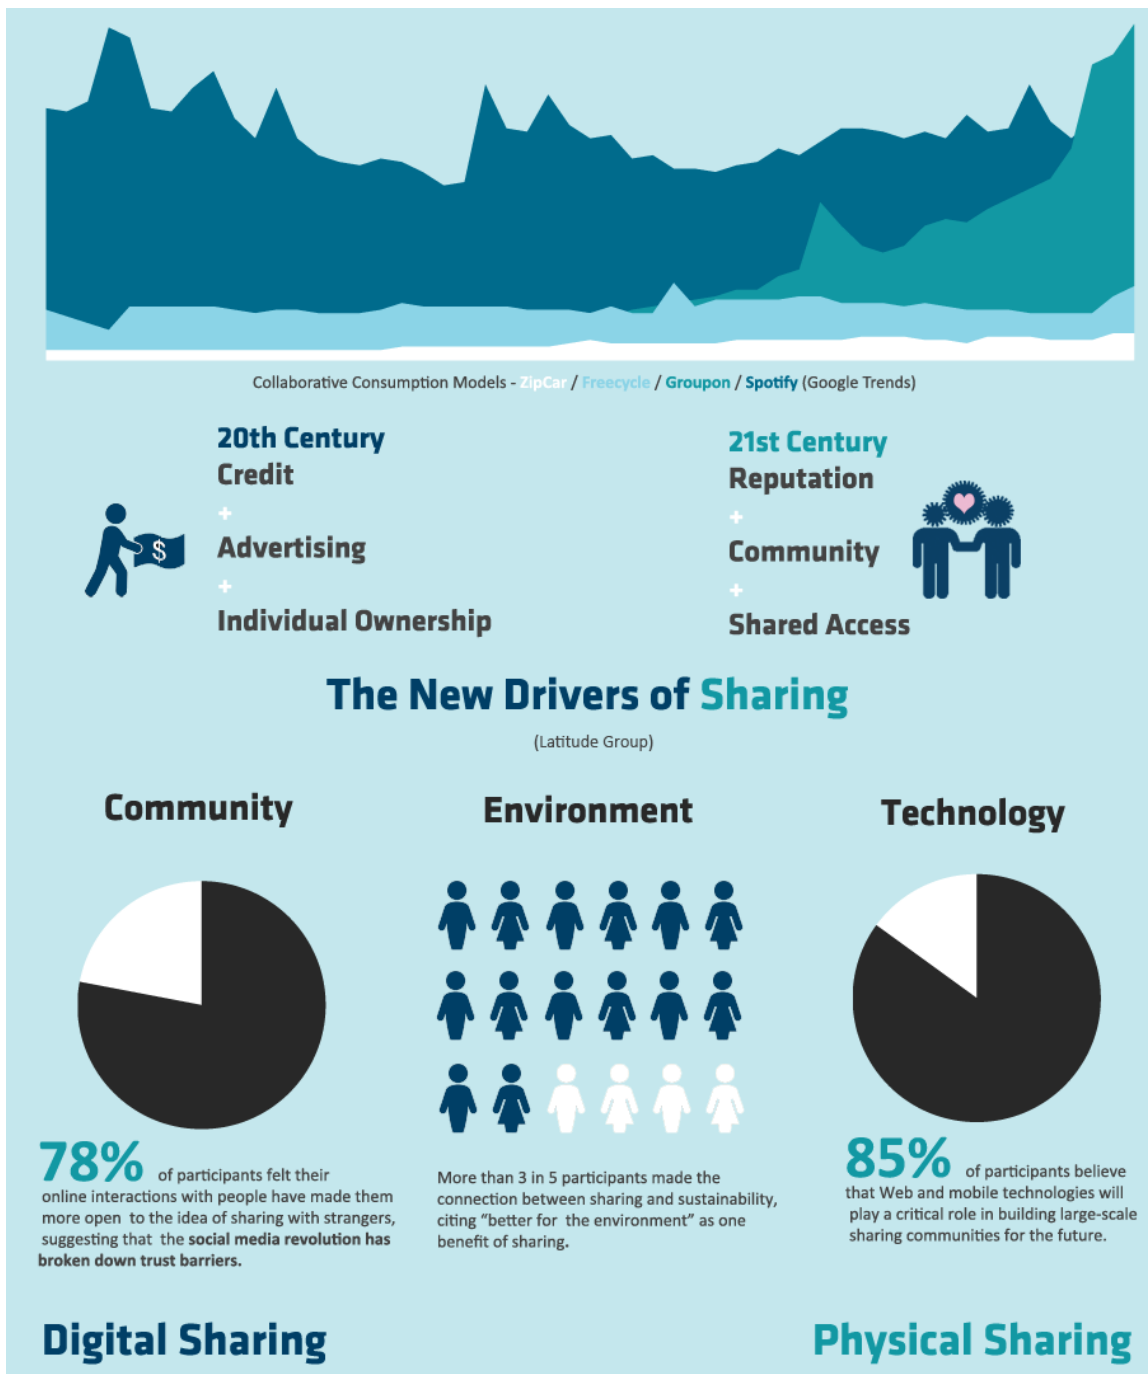 Collaborative Consumption Models - ZipCar / Freecycle / Groupon / Spotify (Google Trends)
20th Century
Credit
+
Advertising
+
Individual Ownership
$
21st Century
Reputation
+
Community
+
Shared Access
The New Drivers of Sharing
(Latitude Group)
Community
78% of participants felt their
online interactions with people have made them
more open to the idea of sharing with strangers,
suggesting that the social media revolution has
broken down trust barriers.
Environment
More than 3 in 5 participants made the
connection between sharing and sustainability,
citing “better for the environment” as one
benefit of sharing.
Technology
85% of participants believe
that Web and mobile technologies will
play a critical role in building large-scale
sharing communities for the future.
Digital Sharing
Physical Sharing